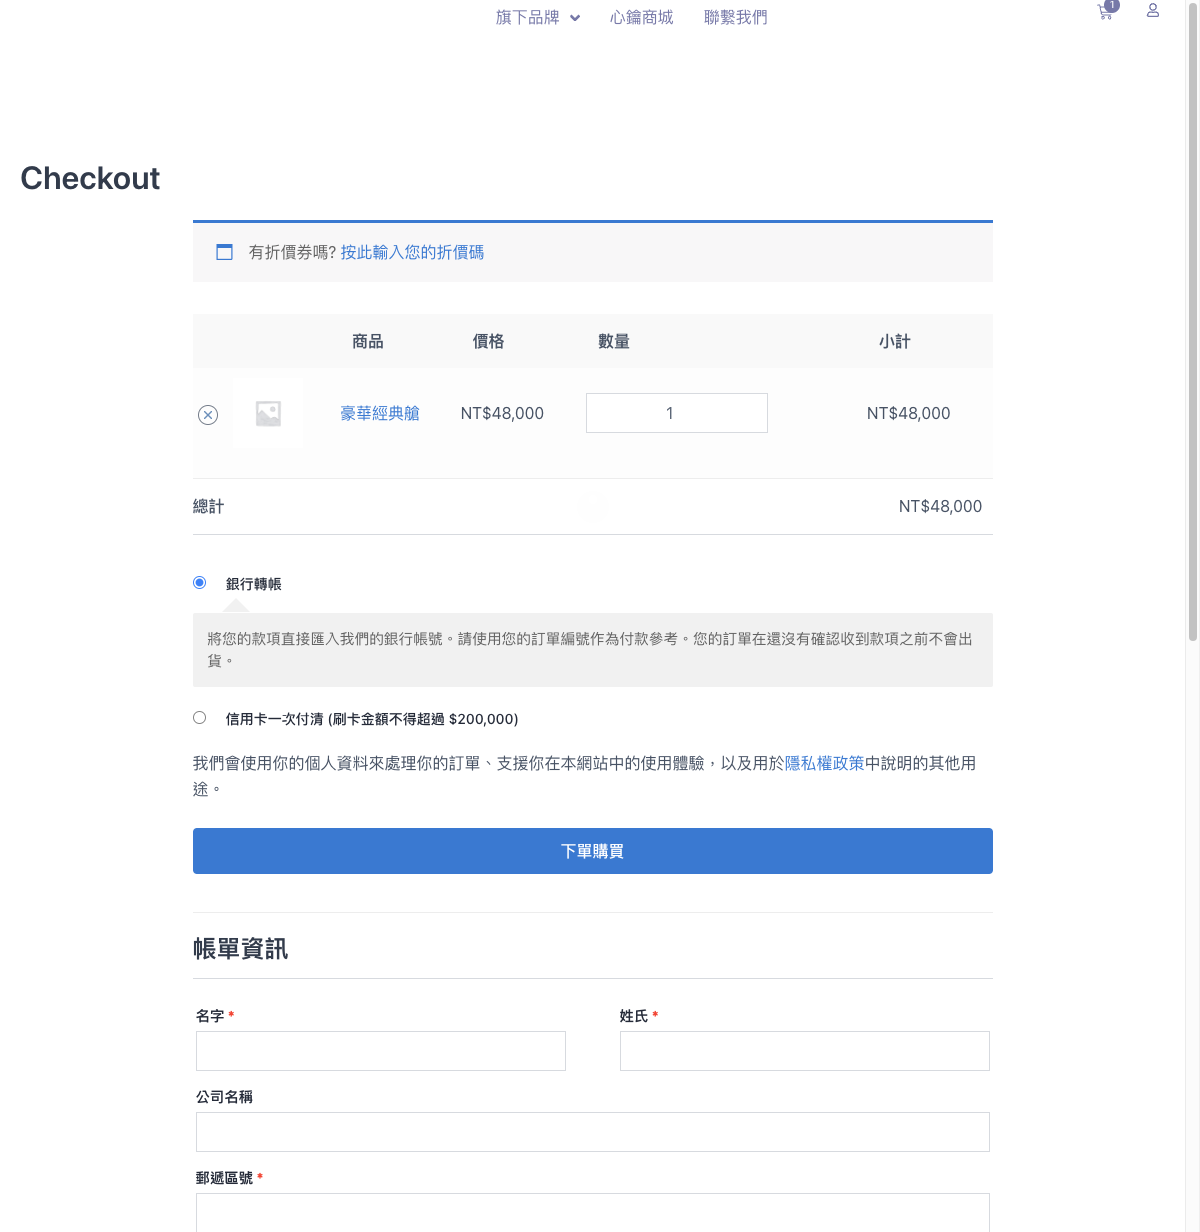 旗下品牌 心鑰商城 聯繫我們 1
Checkout
有折價券嗎? 按此輸入您的折價碼
商品 價格 數量 小計
豪華經典艙 NT$48,000 1 NT$48,000
總計 NT$48,000
銀行轉帳
將您的款項直接匯入我們的銀行帳號。請使用您的訂單編號作為付款參考。您的訂單在還沒有確認收到款項之前不會出
貨。
信用卡一次付清 (刷卡金額不得超過 $200,000)
我們會使用你的個人資料來處理你的訂單、支援你在本網站中的使用體驗，以及用於隱私權政策中說明的其他用
途。
下單購買
帳單資訊
名字 * 姓氏 *
公司名稱
郵遞區號 *